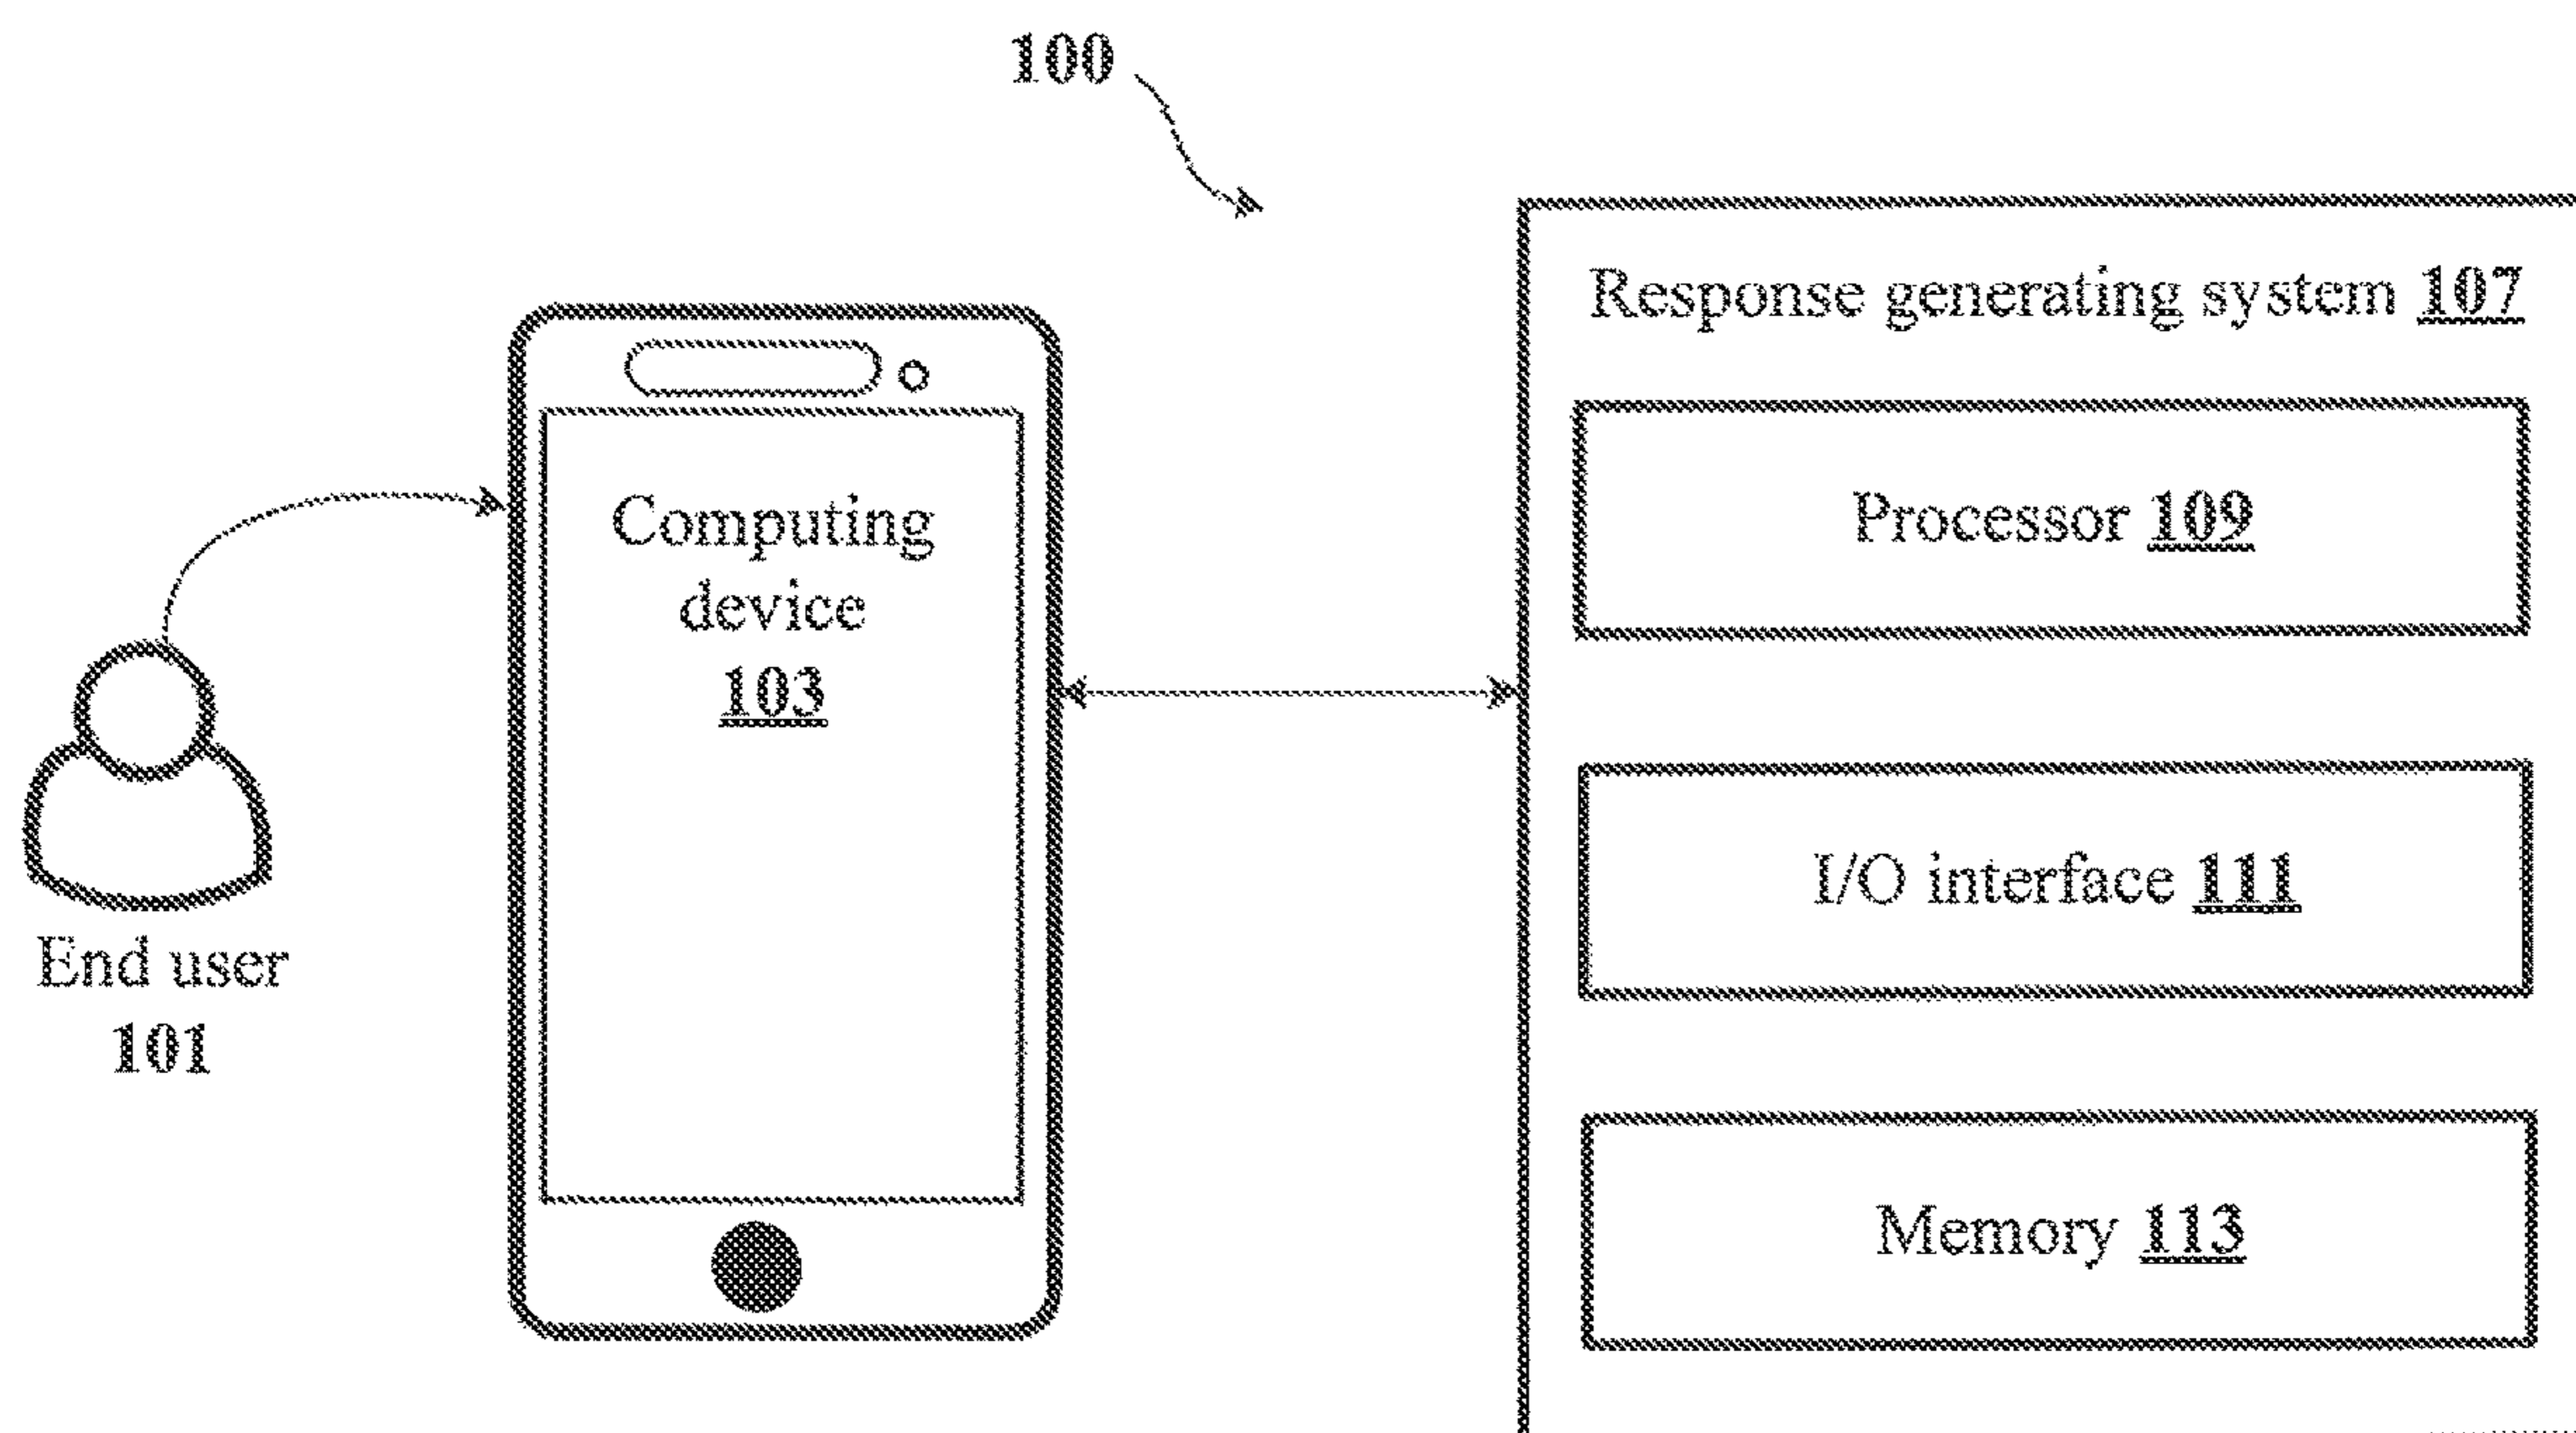 100
Response generating system 107
Computing
device
103
Processor 109
I/O interface 111
End user
101
Memory 113